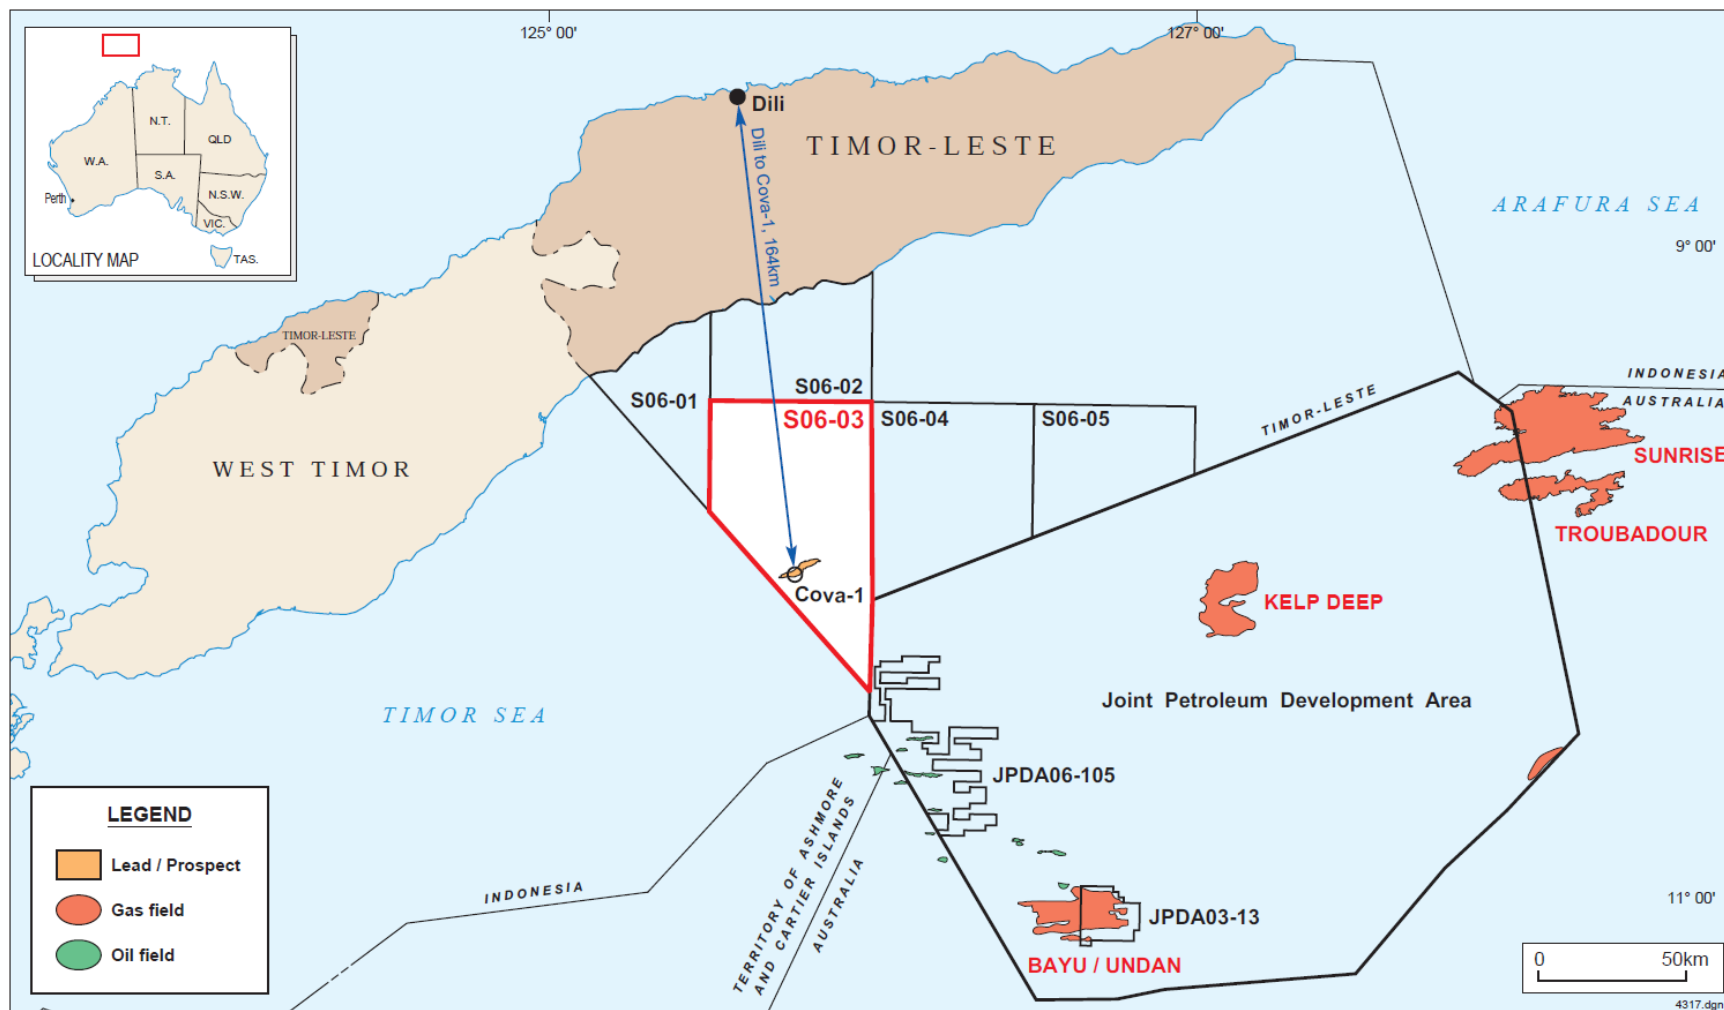 125° 00'
127° 00'
N.T.
QLD
W.A.
S.A.
Perth
N.S.W.
VIC.
TAS.
LOCALITY MAP
Dili
Dili to Cova-1, 164km
TIMOR-LESTE
ARAFURA SEA
9° 00'
TIMOR-LESTE
WEST TIMOR
S06-01
S06-02
S06-03
S06-04
S06-05
TIMOR-LESTE
INDONESIA
AUSTRALIA
SUNRISE
TROUBADOUR
KELP DEEP
Cova-1
Joint Petroleum Development Area
TIMOR SEA
JPDA06-105
INDONESIA
TERRITORY OF ASHMORE
AND CARTIER ISLANDS
AUSTRALIA
JPDA03-13
BAYU / UNDAN
11° 00'
LEGEND
Lead / Prospect
Gas field
Oil field
0 50km
4317.dgn